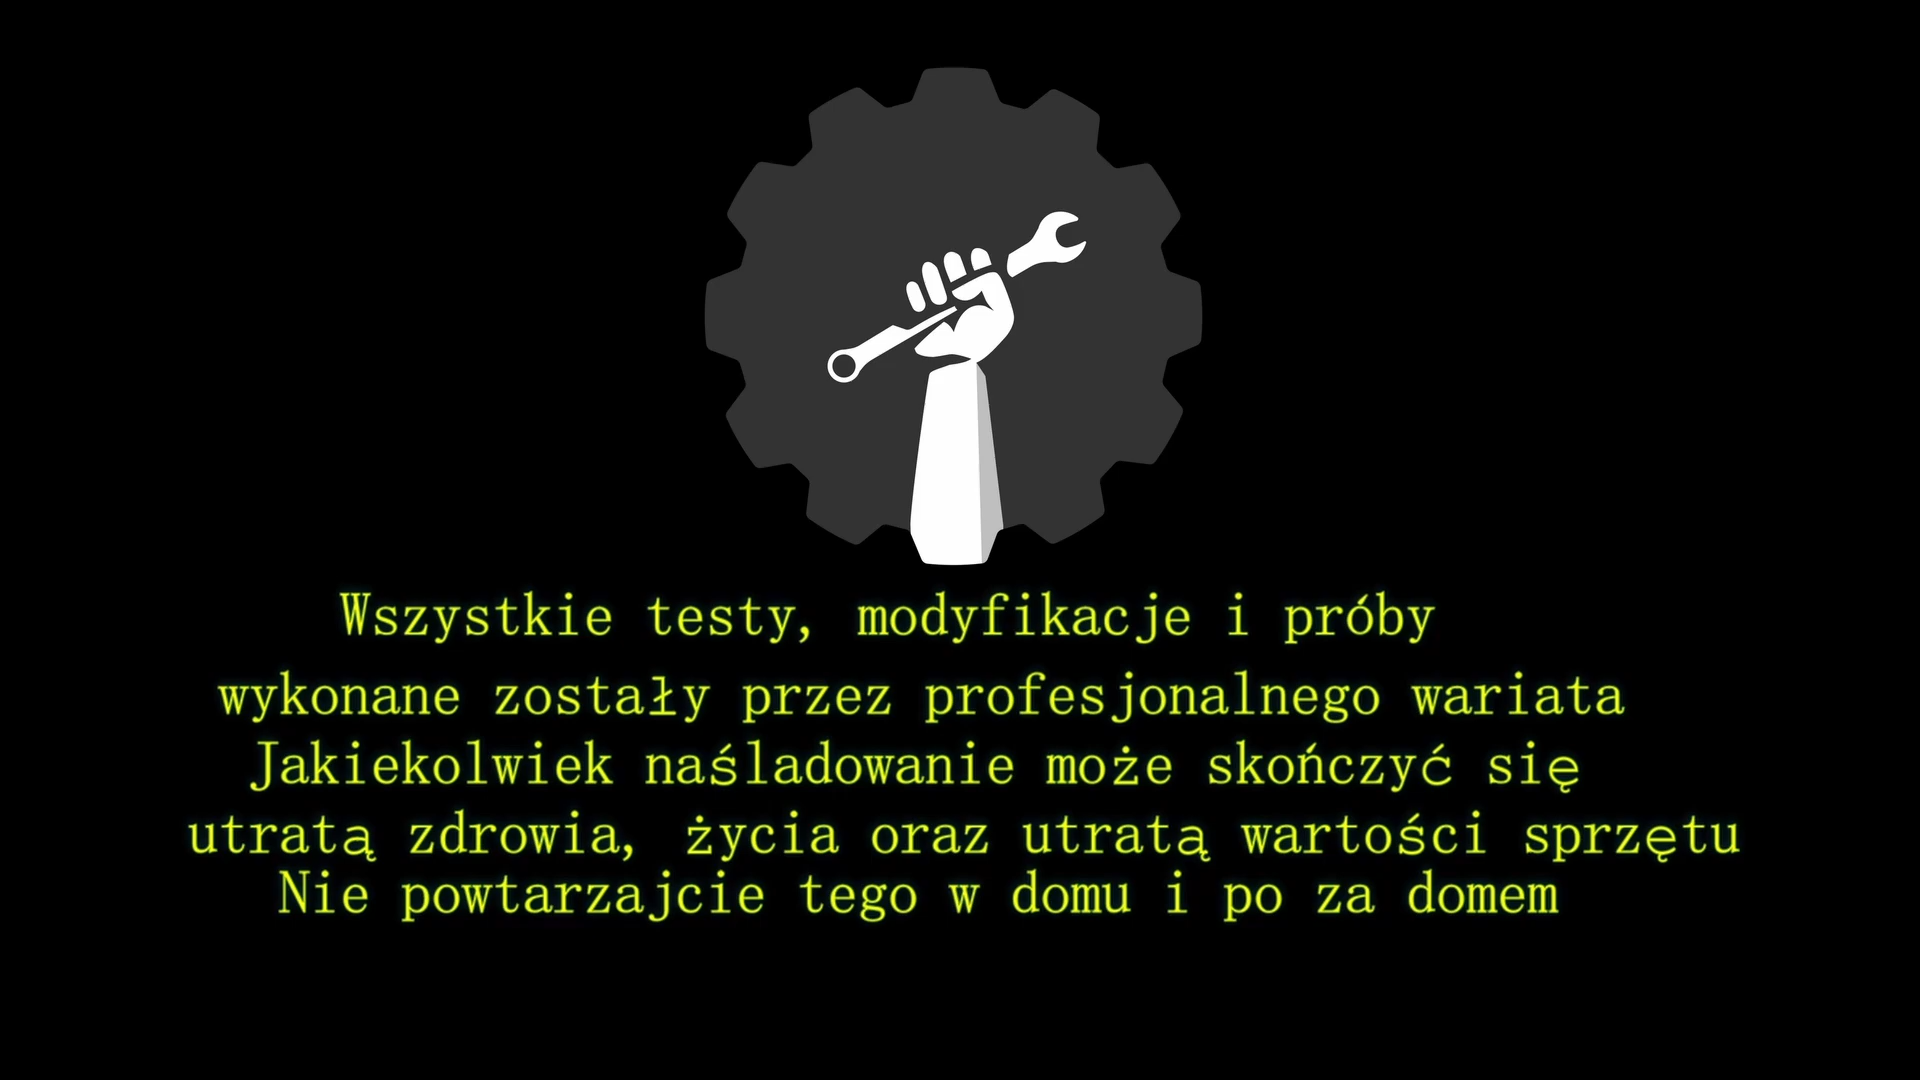 Wszystkie testy, modyfikacje i próby
wykonane zostały przez profesjonalnego wariata
Jakiekolwiek naśladowanie może skończyć się
utratą zdrowia, życia oraz utratą wartości sprzętu
Nie powtarzajcie tego w domu i po za domem